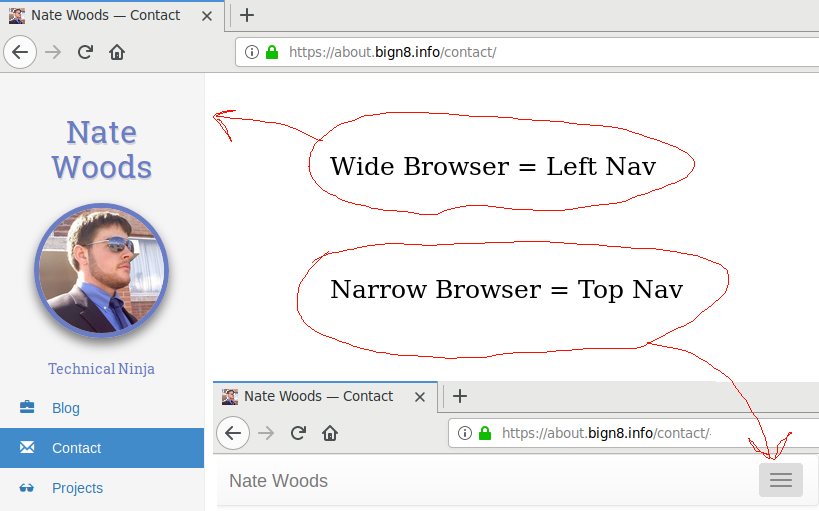 Nate Woods — Contact
https://about.bign8.info/contact/
Nate
Woods
Technical Ninja
Blog
Contact
Projects
Wide Browser = Left Nav
Narrow Browser = Top Nav
Nate Woods — Contact
https://about.bign8.info/contact/
Nate Woods